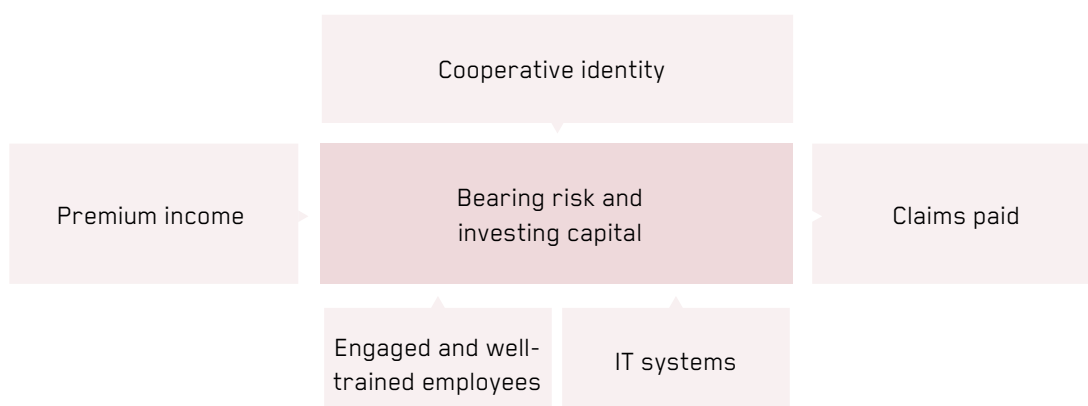 Cooperative identity
Premium income
Bearing risk and
investing capital
Claims paid
Engaged and well-
trained employees
IT systems